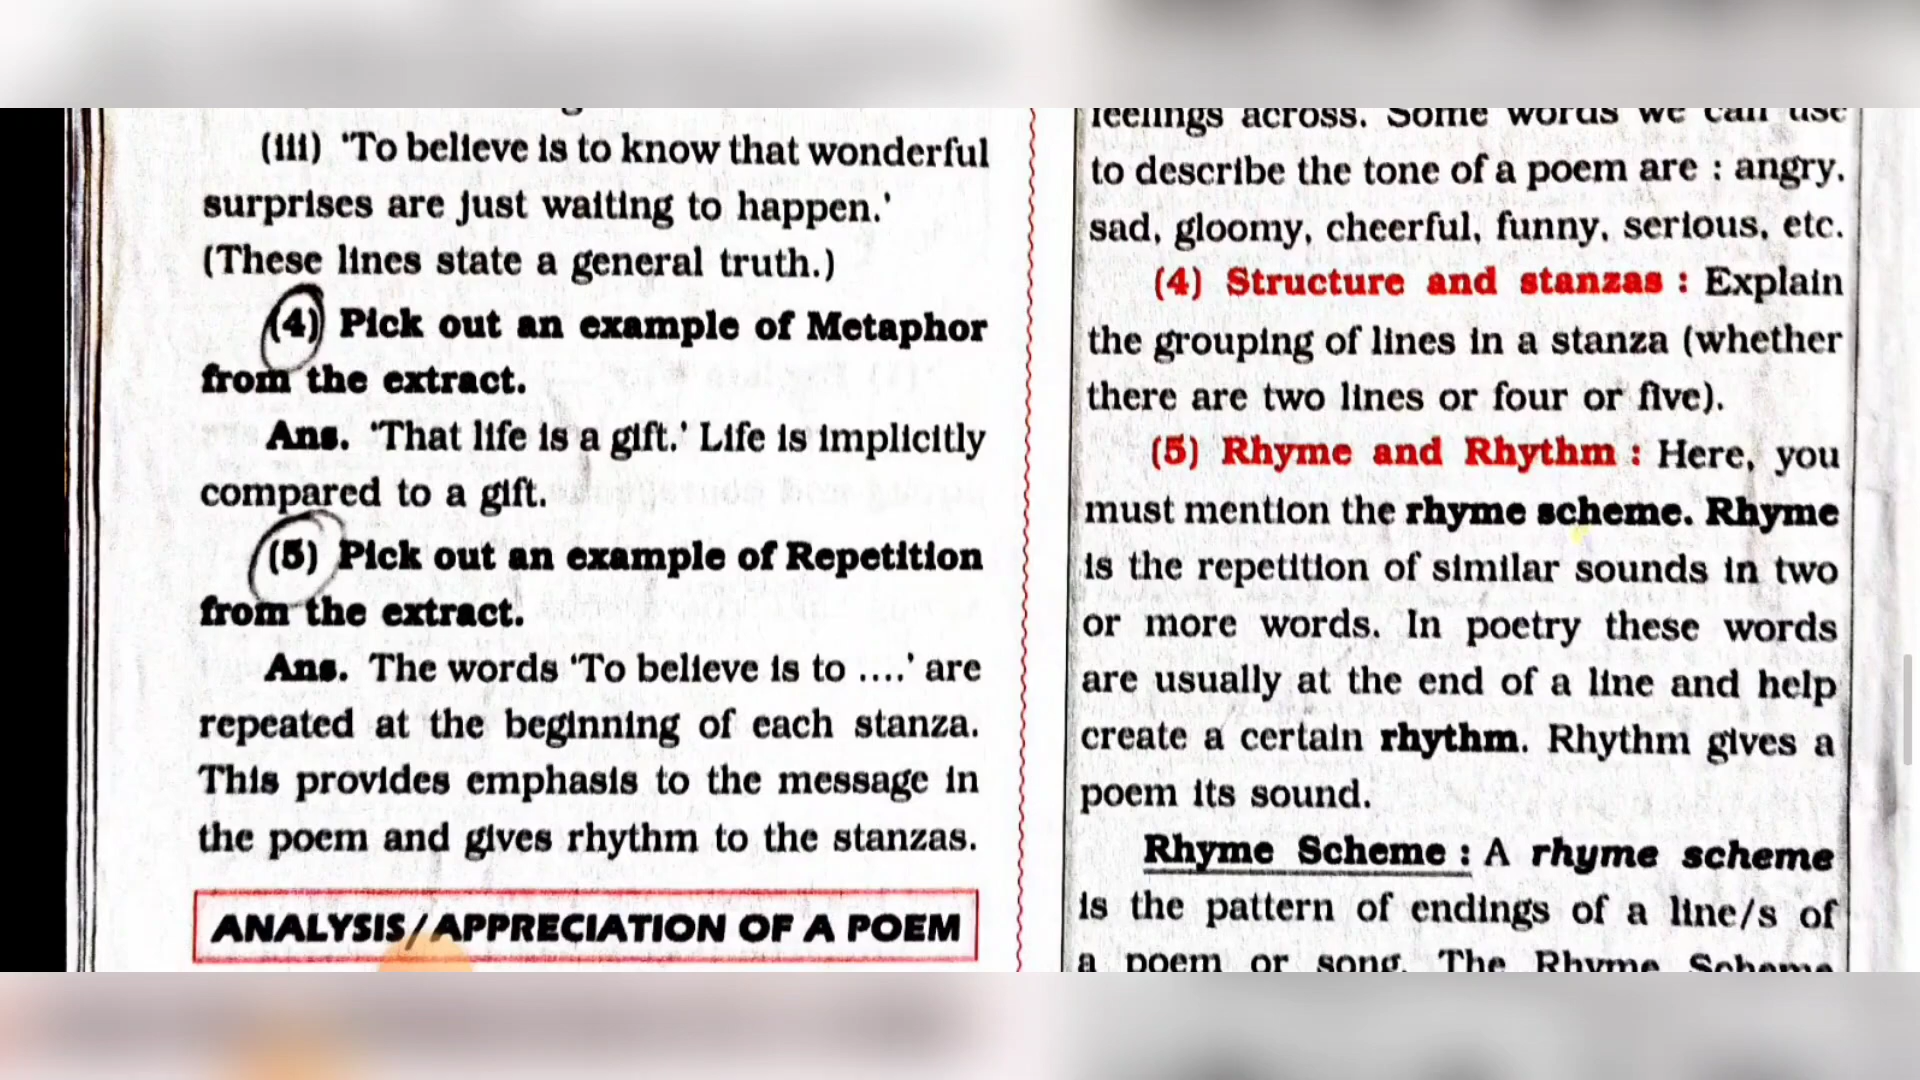 (iii) 'To believe is to know that wonderful
surprises are just waiting to happen.'
(These lines state a general truth.)
(4) Pick out an example of Metaphor
from the extract.
Ans. 'That life is a gift.' Life is implicitly
compared to a gift.
(5) Pick out an example of Repetition
from the extract.
Ans. The words 'To believe is to ....' are
repeated at the beginning of each stanza.
This provides emphasis to the message in
the poem and gives rhythm to the stanzas.
ANALYSIS/APPRECIATION OF A POEM
feelings across. Some words we can use
to describe the tone of a poem are : angry,
sad, gloomy, cheerful, funny, serious, etc.
(4) Structure and stanzas : Explain
the grouping of lines in a stanza (whether
there are two lines or four or five).
(5) Rhyme and Rhythm : Here, you
must mention the rhyme scheme. Rhyme
is the repetition of similar sounds in two
or more words. In poetry these words
are usually at the end of a line and help
create a certain rhythm. Rhythm gives a
poem its sound.
Rhyme Scheme : A rhyme scheme
is the pattern of endings of a line/s of
a poem or song. The Rhyme Scheme